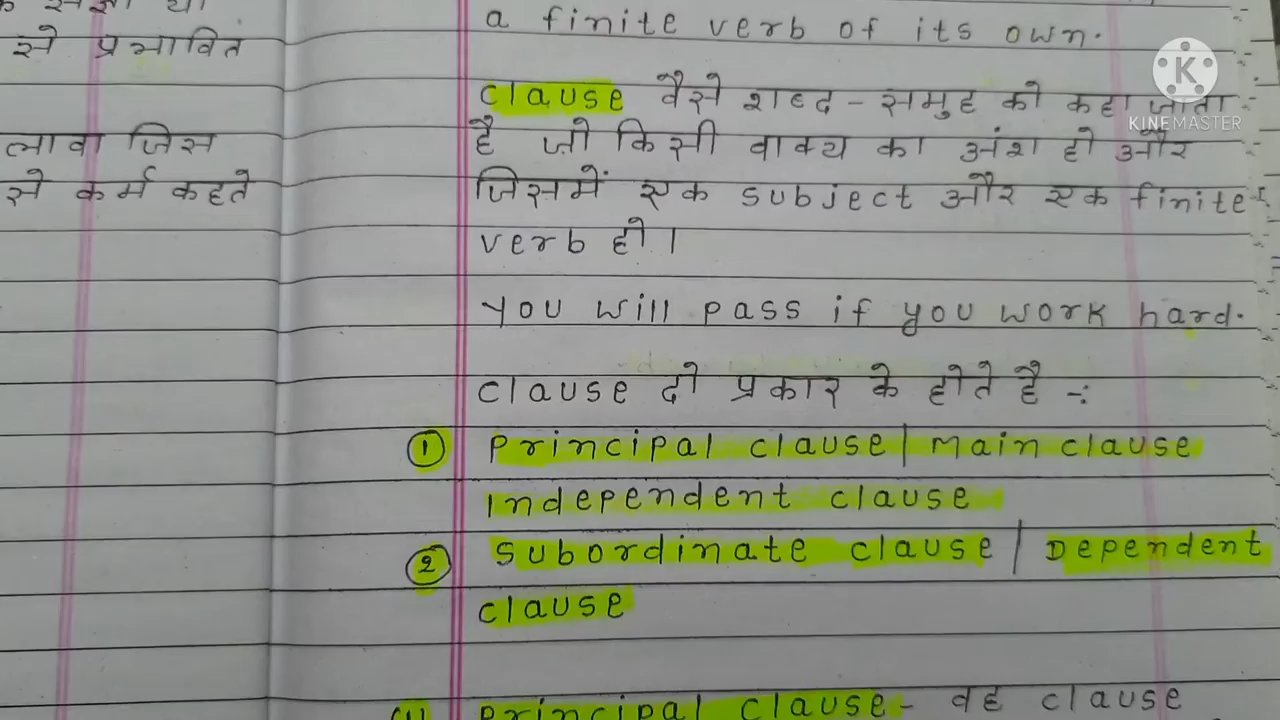 से प्रभावित
लावा जिस
से कर्म कहते
a finite verb of its own.
clause वैसे शब्द - समुह को कहा जाता
है जो किसी वाक्य का अंश हो और
जिसमें एक subject और एक finite
verb हो।
You will pass if you work hard.
clause दो प्रकार के होते है -:
① Principal clause | Main clause
Independent clause
② Subordinate clause | Dependent
clause
Principal clause - वह clause
K
KINEMASTER